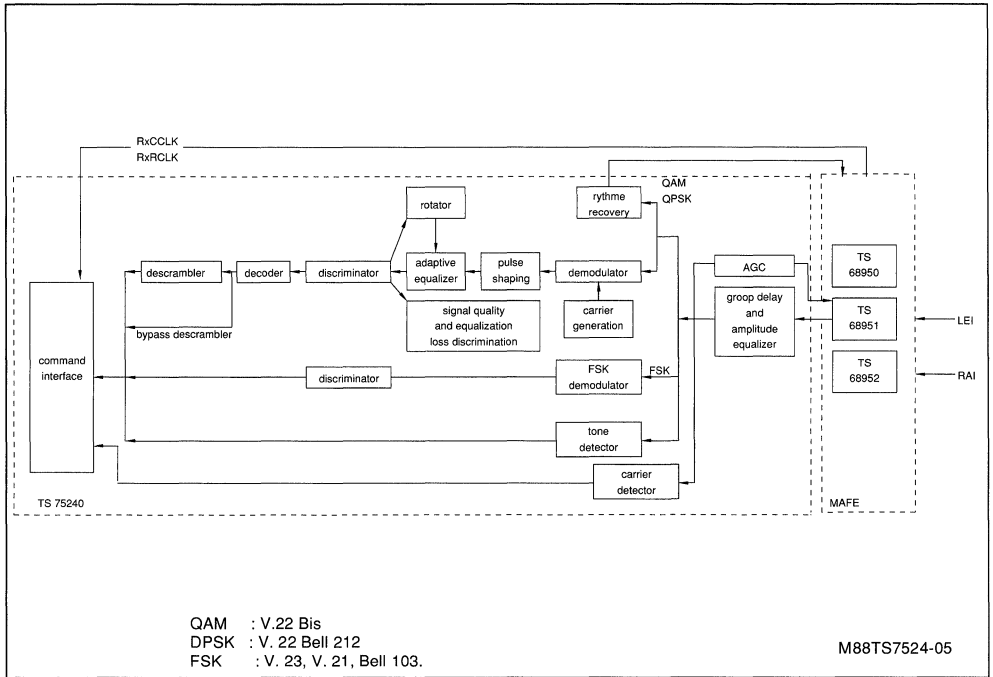 RxCCLK
RxRCLK
QAM
QPSK
rythme
recovery
rotator
descrambler
decoder
discriminator
adaptive
equalizer
pulse
shaping
demodulator
AGC
TS
68950
carrier
generation
groop delay
and
amplitude
equalizer
TS
68951
LEI
signal quality
and equalization
loss discrimination
bypass descrambler
command
interface
discriminator
FSK
demodulator
FSK
TS
68952
RAI
tone
detector
carrier
detector
TS 75240
MAFE
QAM : V.22 Bis
DPSK : V. 22 Bell 212
FSK : V. 23, V. 21, Bell 103.
M88TS7524-05